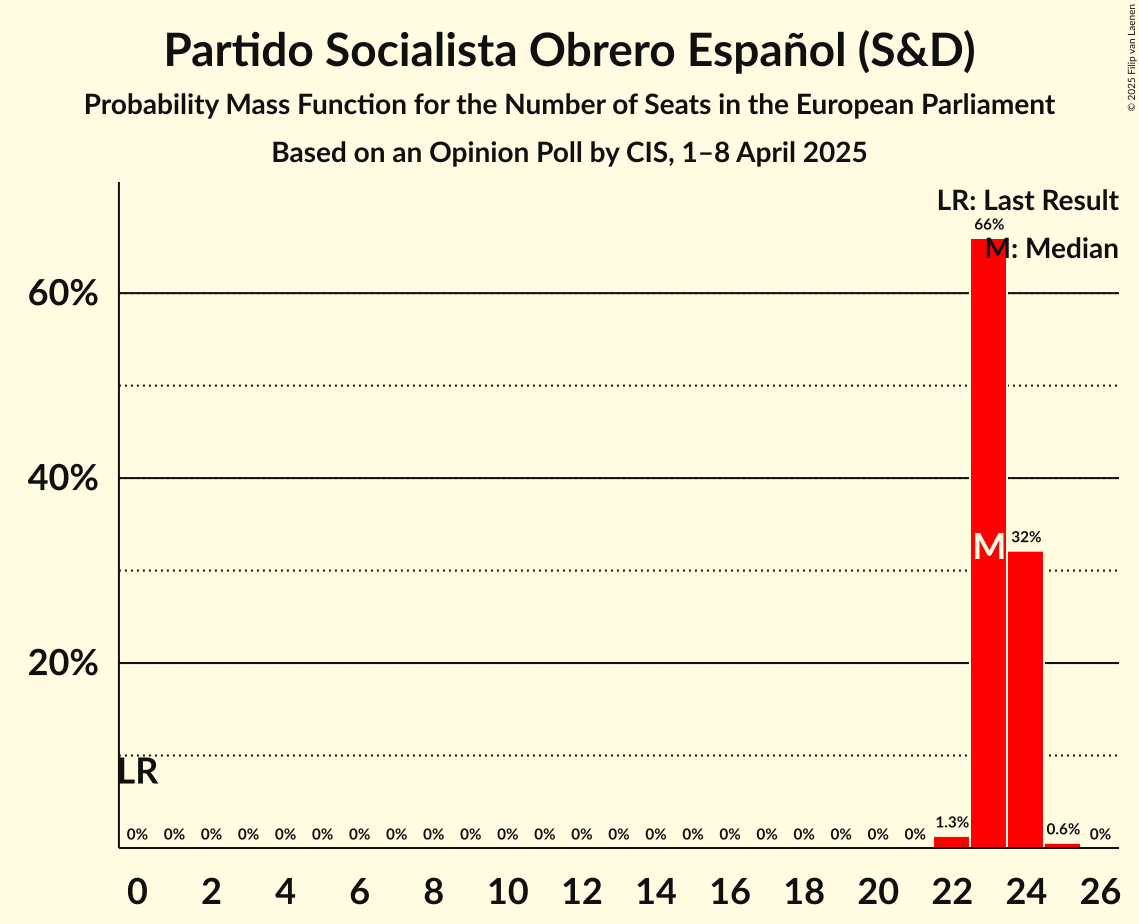 Partido Socialista Obrero Español (S&D)
Probability Mass Function for the Number of Seats in the European Parliament
Based on an Opinion Poll by CIS, 1–8 April 2025
© 2025 Filip van Laenen
LR: Last Result
M: Median
66%
60%
40%
M
32%
20%
LR
0% 0% 0% 0% 0% 0% 0% 0% 0% 0% 0% 0% 0% 0% 0% 0% 0% 0% 0% 0% 0% 0% 1.3% 0.6% 0%
0 2 4 6 8 10 12 14 16 18 20 22 24 26